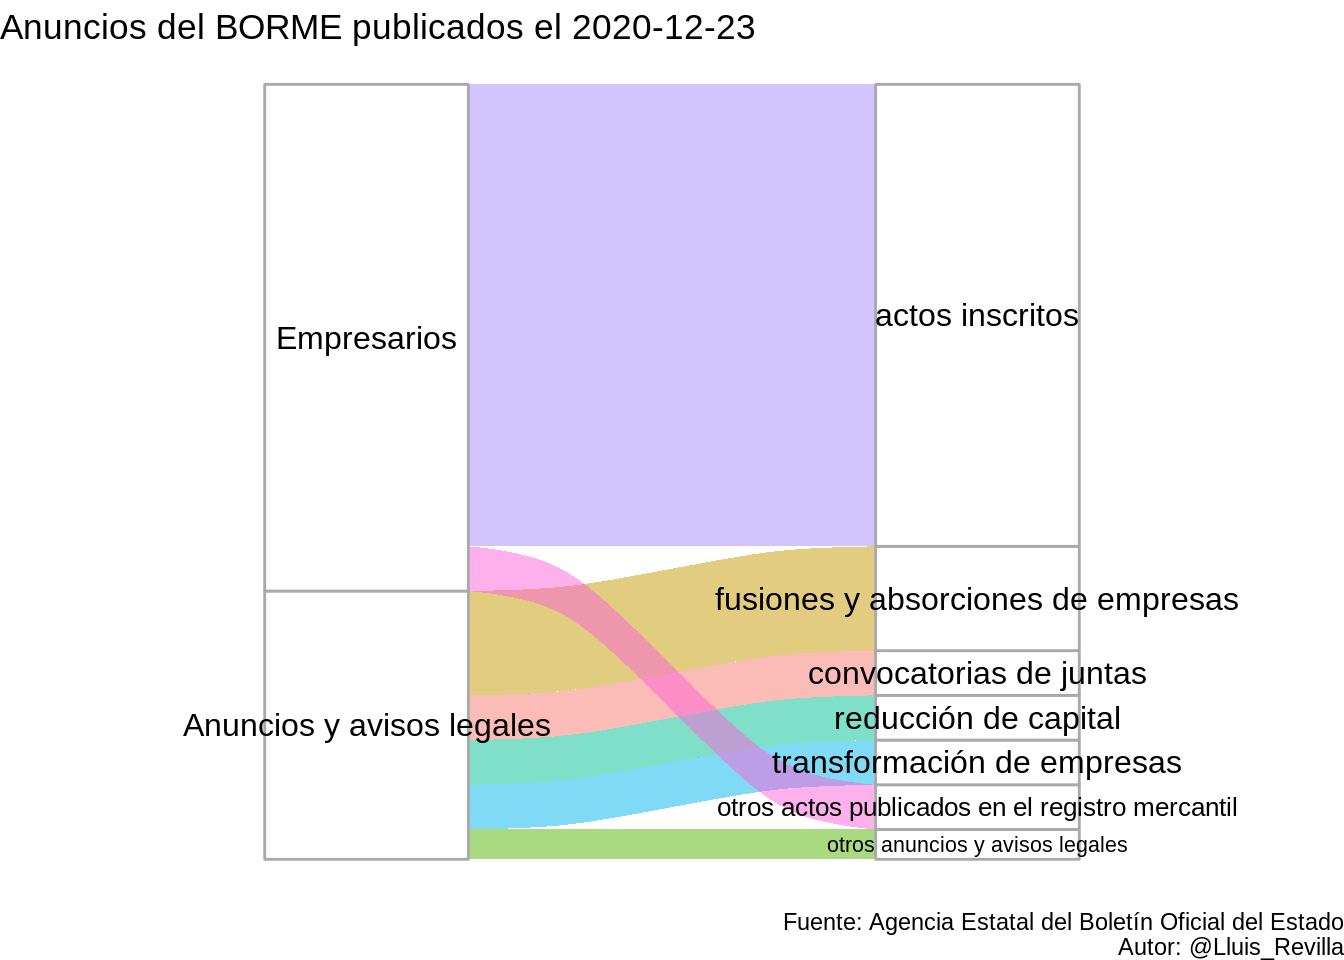 Anuncios del BORME publicados el 2020-12-23
Empresarios
actos inscritos
fusiones y absorciones de empresas
convocatorias de juntas
reducción de capital
Anuncios y avisos legales
transformación de empresas
otros actos publicados en el registro mercantil
otros anuncios y avisos legales
Fuente: Agencia Estatal del Boletín Oficial del Estado
Autor: @Lluis_Revilla